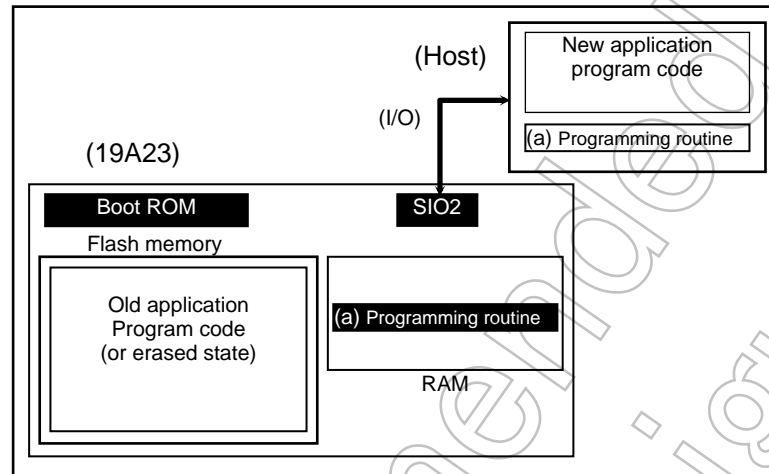 New application
program code
(Host)
(I/O)
(a) Programming routine
(19A23)
Boot ROM
SIO2
Flash memory
Old application
Program code
(or erased state)
(a) Programming routine
RAM